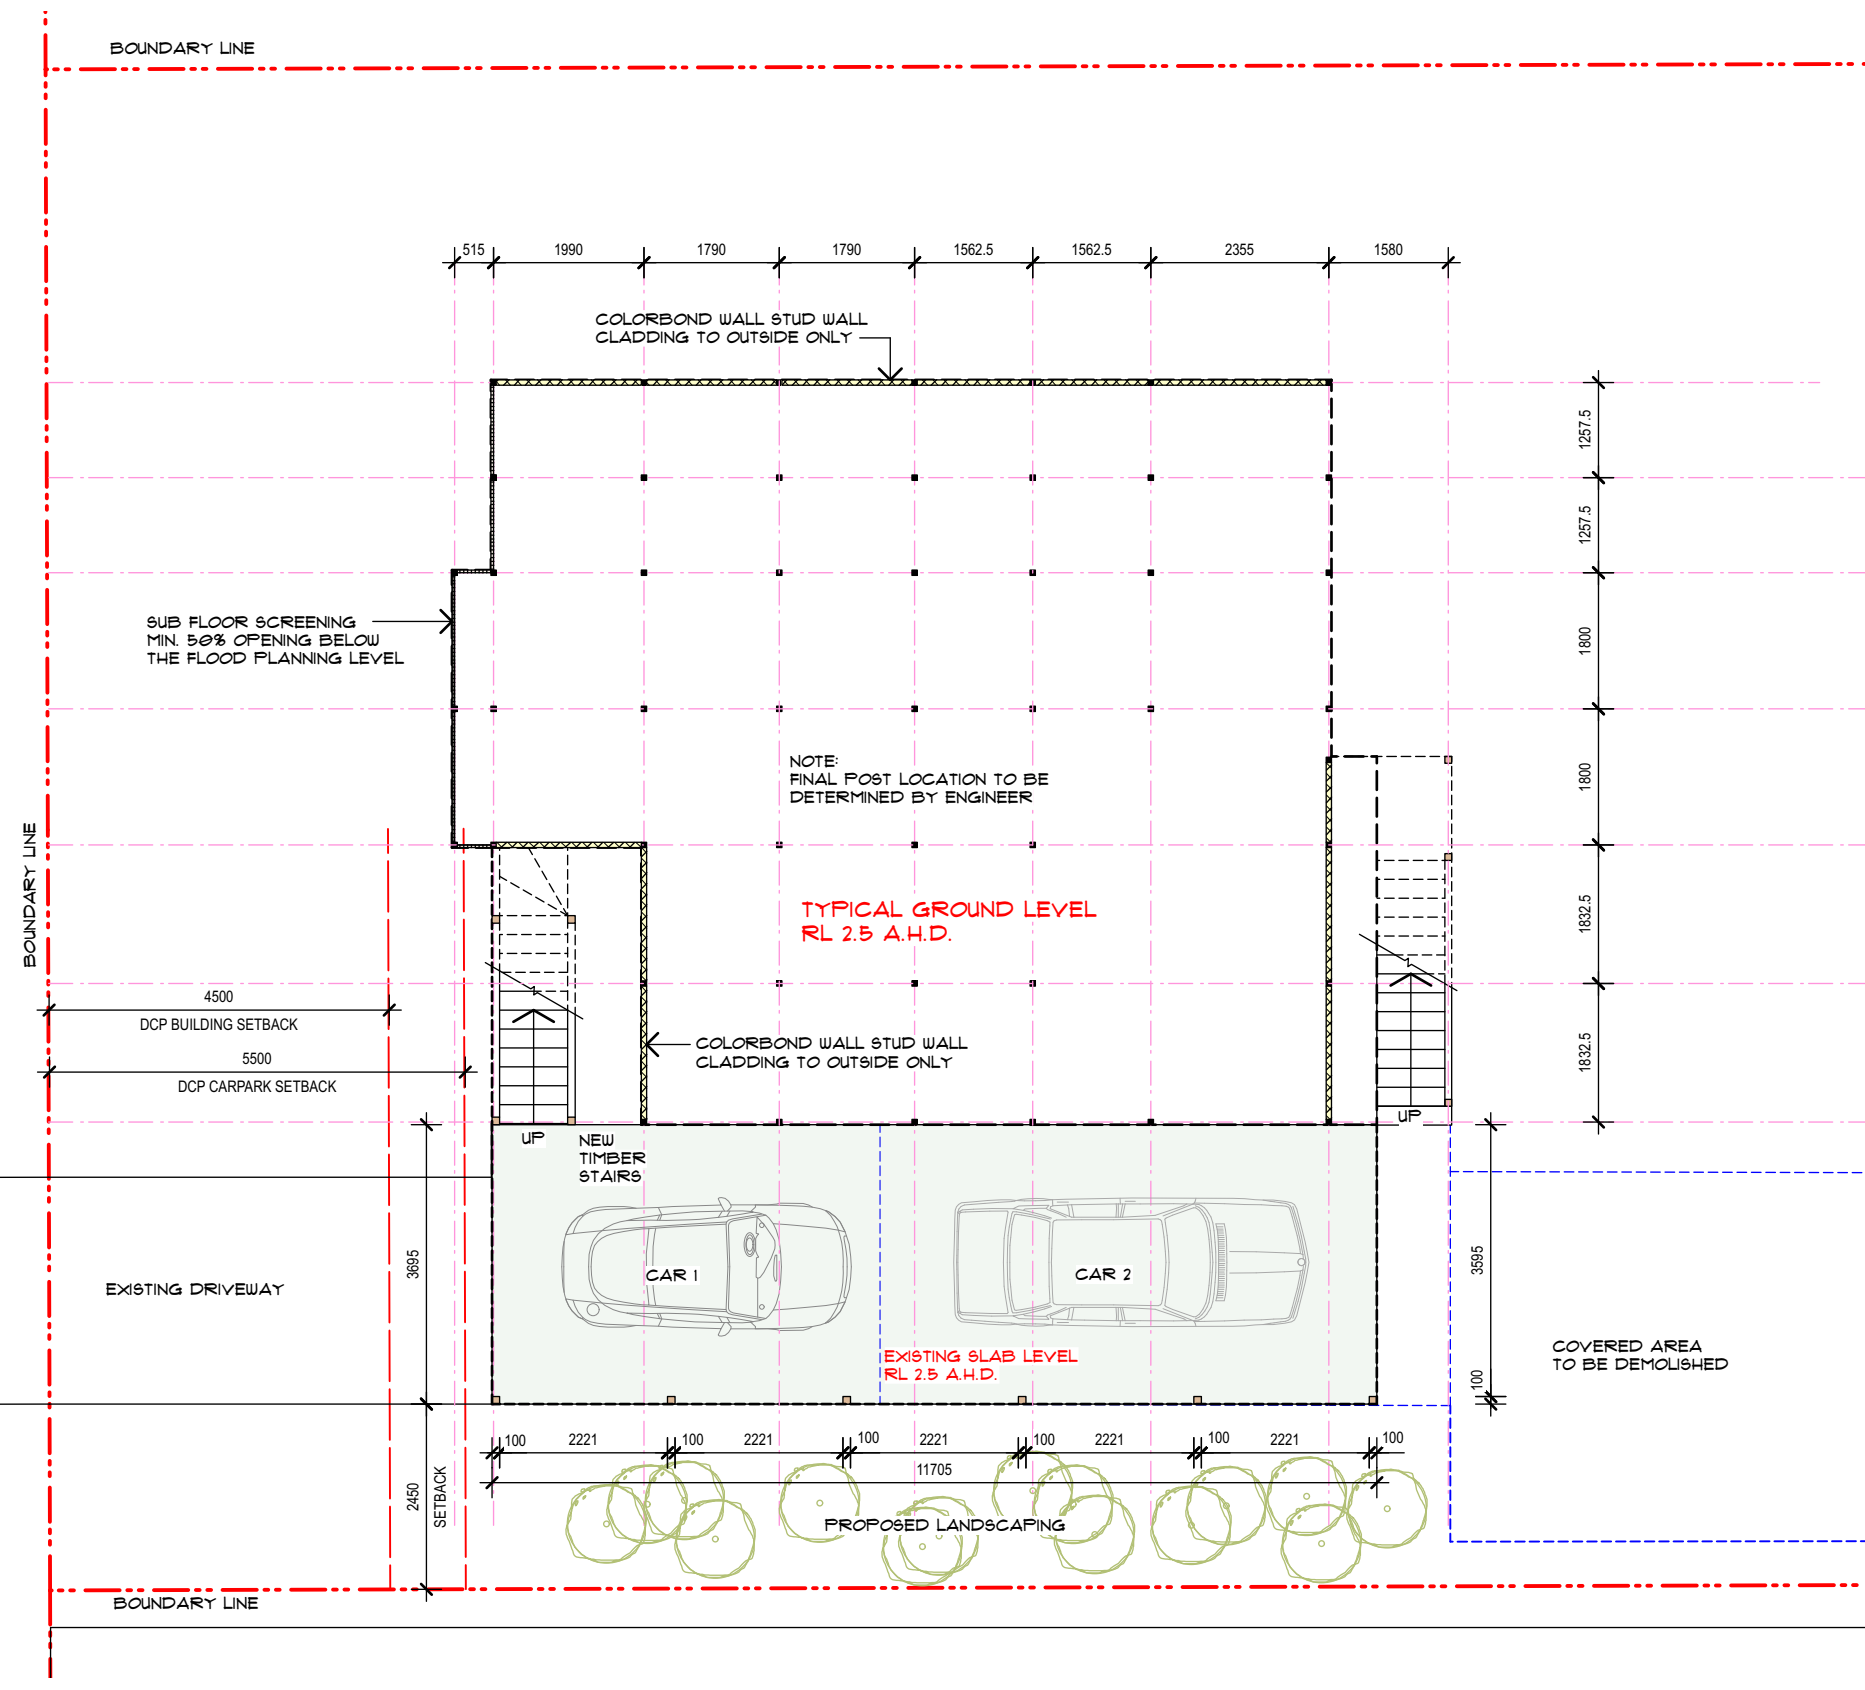 BOUNDARY LINE
515
1990
1790
1790
1562.5
1562.5
2355
1580
COLORBOND WALL STUD WALL
CLADDING TO OUTSIDE ONLY
1257.5
1257.5
SUB FLOOR SCREENING
MIN. 50% OPENING BELOW
THE FLOOD PLANNING LEVEL
1800
NOTE:
FINAL POST LOCATION TO BE
DETERMINED BY ENGINEER
1800
BOUNDARY LINE
TYPICAL GROUND LEVEL
RL 2.5 A.H.D.
1832.5
4500
DCP BUILDING SETBACK
5500
DCP CARPARK SETBACK
COLORBOND WALL STUD WALL
CLADDING TO OUTSIDE ONLY
1832.5
UP
UP
NEW
TIMBER
STAIRS
3695
EXISTING DRIVEWAY
CAR 1
CAR 2
3595
EXISTING SLAB LEVEL
RL 2.5 A.H.D.
100
COVERED AREA
TO BE DEMOLISHED
100
2221
100
2221
100
2221
100
2221
100
2221
100
11705
2450
SETBACK
PROPOSED LANDSCAPING
BOUNDARY LINE